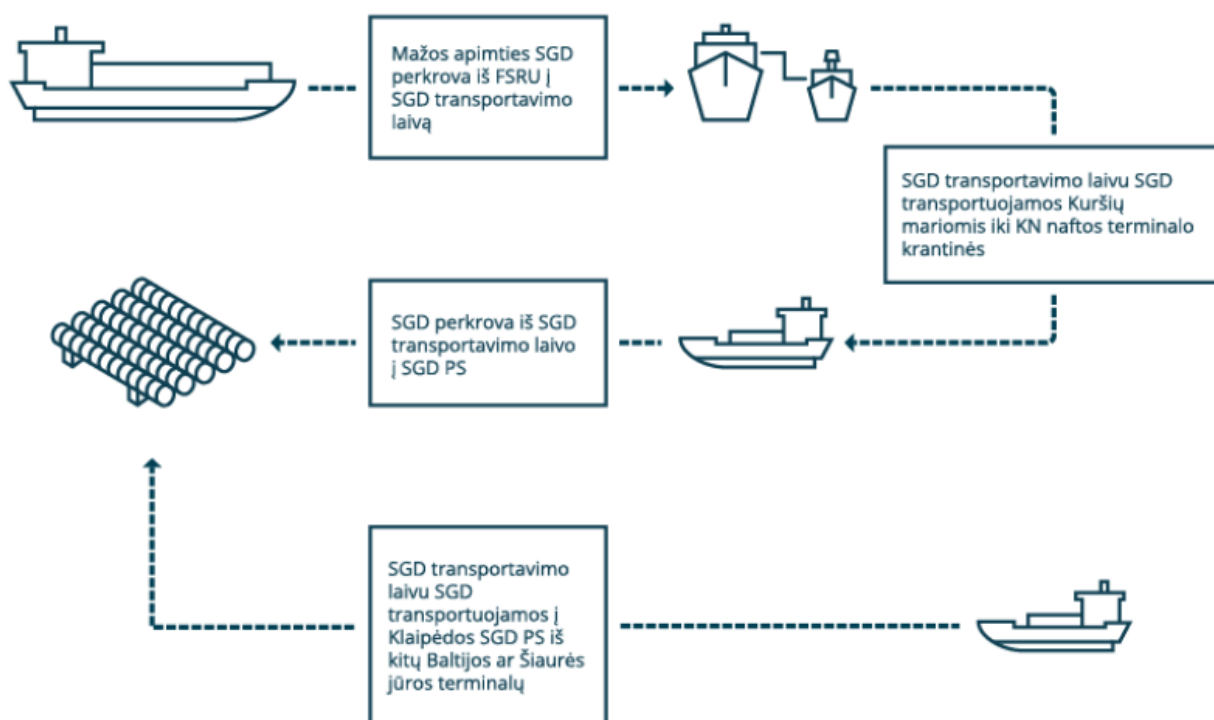 Mažos apimties SGD
perkrova iš FSRU į
SGD transportavimo
laivą
SGD transportavimo laivu SGD
transportuojamos Kuršių
mariomis iki KN naftos terminalo
krantinės
SGD perkrova iš SGD
transportavimo laivo
į SGD PS
SGD transportavimo
laivu SGD
transportuojamos į
Klaipėdos SGD PS iš
kitų Baltijos ar Šiaurės
jūros terminalų